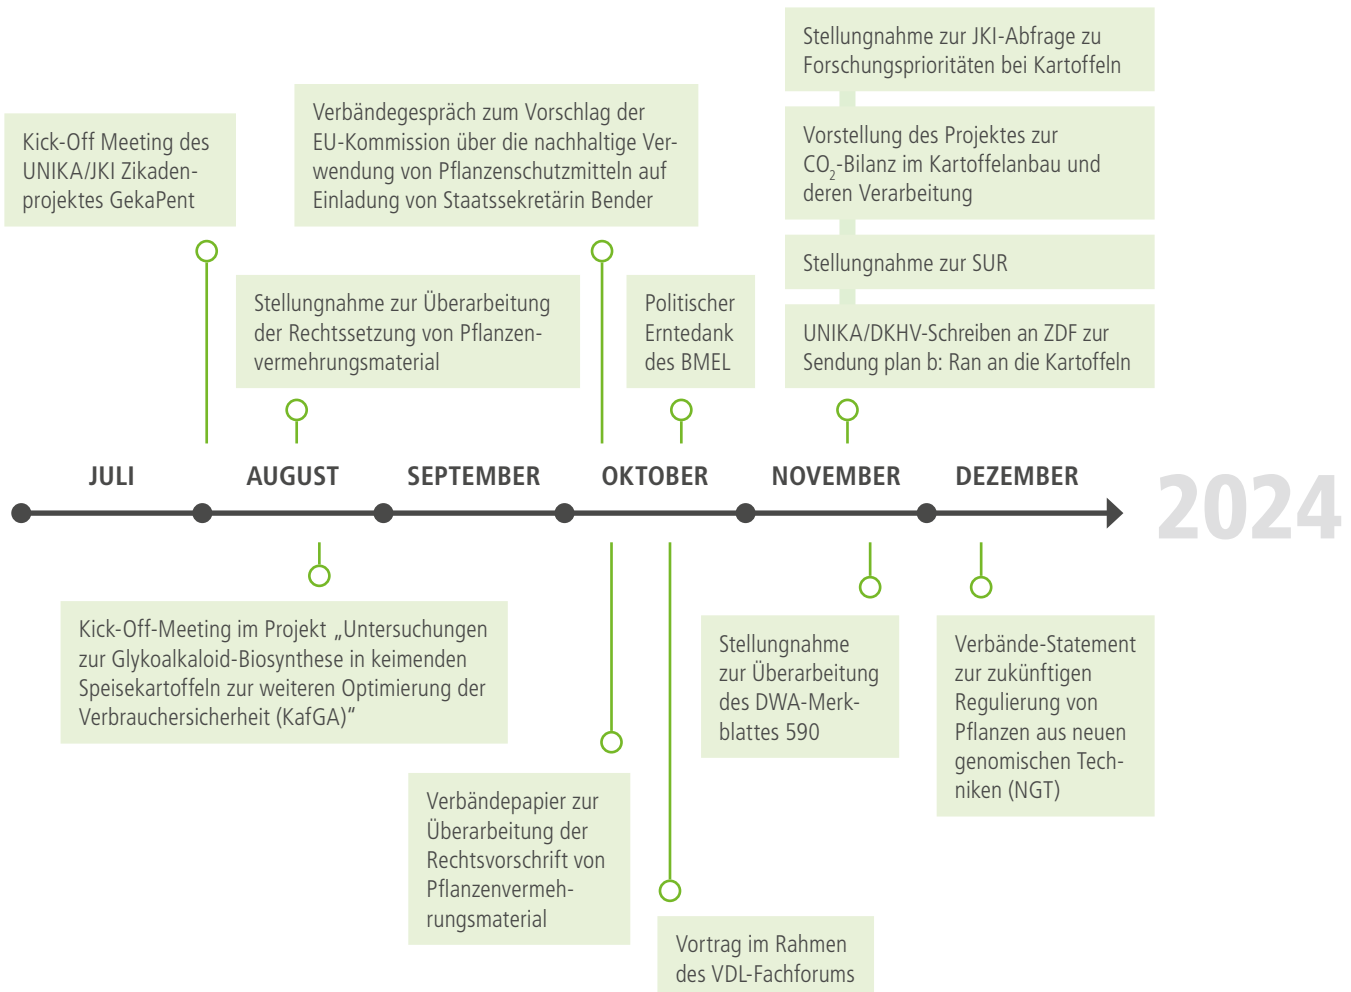 Kick-Off Meeting des
UNIKA/JKI Zikaden-
projektes GekaPent
Verbändegespräch zum Vorschlag der
EU-Kommission über die nachhaltige Ver-
wendung von Pflanzenschutzmitteln auf
Einladung von Staatssekretärin Bender
Stellungnahme zur JKI-Abfrage zu
Forschungsprioritäten bei Kartoffeln
Vorstellung des Projektes zur
CO₂-Bilanz im Kartoffelanbau und
deren Verarbeitung
Stellungnahme zur SUR
UNIKA/DKHV-Schreiben an ZDF zur
Sendung plan b: Ran an die Kartoffeln
Stellungnahme zur Überarbeitung
der Rechtssetzung von Pflanzen-
vermehrungsmaterial
Politischer
Erntedank
des BMEL
JULI AUGUST SEPTEMBER OKTOBER NOVEMBER DEZEMBER
2024
Kick-Off-Meeting im Projekt „Untersuchungen
zur Glykoalkaloid-Biosynthese in keimenden
Speisekartoffeln zur weiteren Optimierung der
Verbrauchersicherheit (KafGA)“
Verbändepapier zur
Überarbeitung der
Rechtsvorschrift von
Pflanzenvermeh-
rungsmaterial
Vortrag im Rahmen
des VDL-Fachforums
Stellungnahme
zur Überarbeitung
des DWA-Merk-
blattes 590
Verbände-Statement
zur zukünftigen
Regulierung von
Pflanzen aus neuen
genomischen Tech-
niken (NGT)